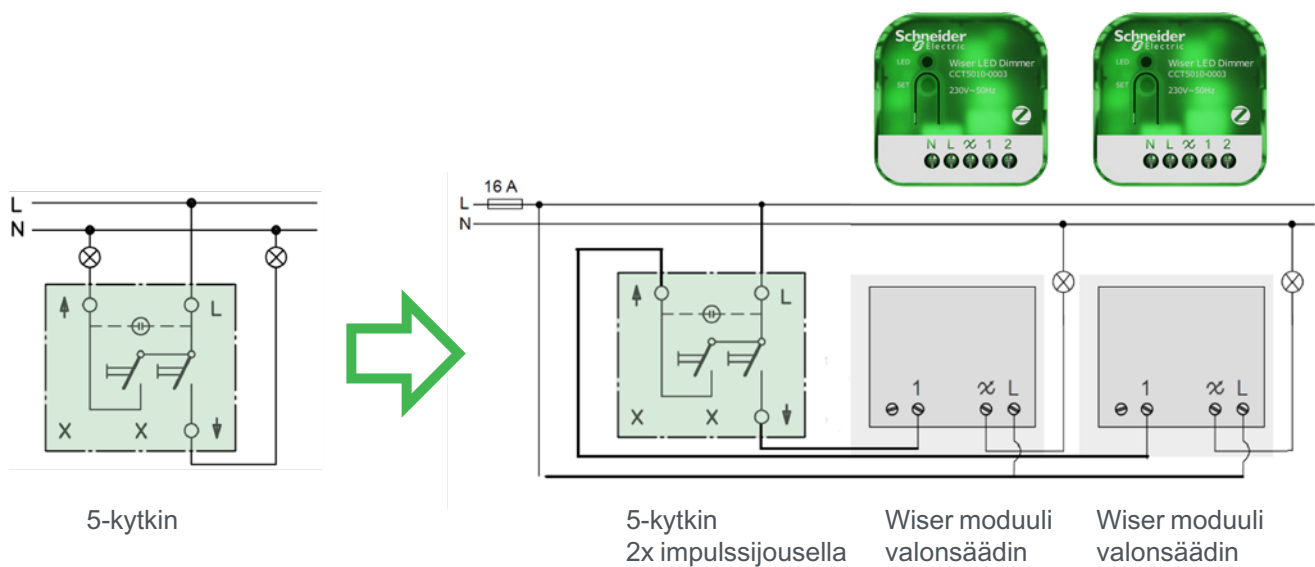 Schneider
Electric
LED
Wiser LED Dimmer
CCT5010-0003
SET
230V~50Hz
N L 1 2
Schneider
Electric
LED
Wiser LED Dimmer
CCT5010-0003
SET
230V~50Hz
N L 1 2
L
N
L
X X
16 A
L
N
L
X X
1 L
1 L
5-kytkin
5-kytkin
2x impulssijousella
Wiser moduuli
valonsäädin
Wiser moduuli
valonsäädin